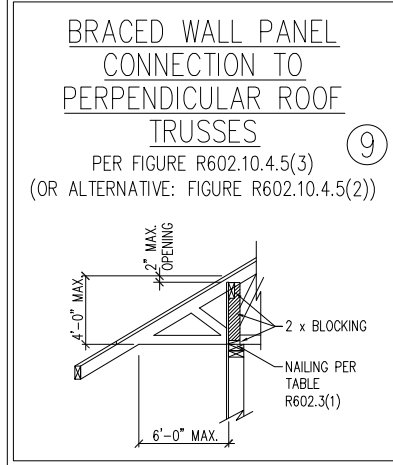 BRACED WALL PANEL
CONNECTION TO
PERPENDICULAR ROOF
TRUSSES
9
PER FIGURE R602.10.4.5(3)
(OR ALTERNATIVE: FIGURE R602.10.4.5(2))
2" MAX.
OPENING
4'-0" MAX.
2 x BLOCKING
NAILING PER
TABLE
R602.3(1)
6'-0" MAX.